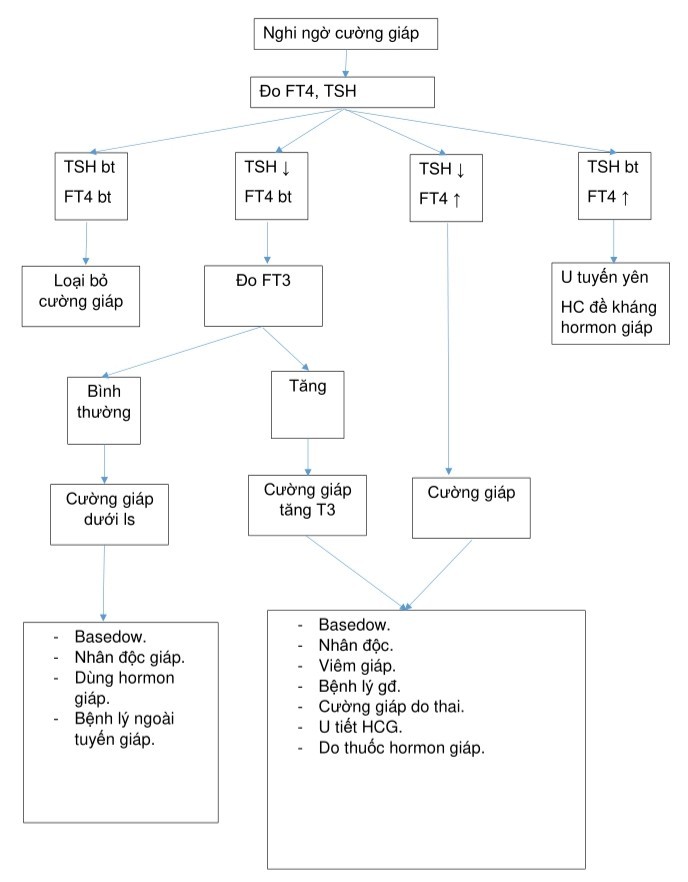 Nghi ngờ cường giáp
Đo FT4, TSH
TSH bt
FT4 bt
TSH ↓
FT4 bt
TSH ↓
FT4 ↑
TSH bt
FT4 ↑
Loại bỏ
cường giáp
Đo FT3
U tuyến yên
HC đề kháng
hormon giáp
Bình
thường
Tăng
Cường giáp
dưới ls
Cường giáp
tăng T3
Cường giáp
- Basedow.
- Nhân độc giáp.
- Dùng hormon
giáp.
- Bệnh lý ngoài
tuyến giáp.
- Basedow.
- Nhân độc.
- Viêm giáp.
- Bệnh lý gđ.
- Cường giáp do thai.
- U tiết HCG.
- Do thuốc hormon giáp.